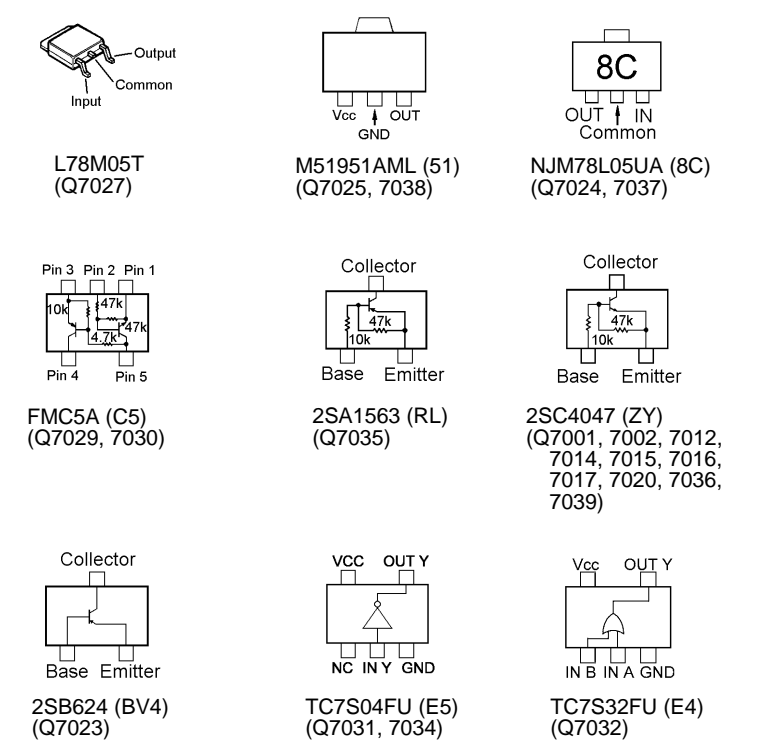 Output
Common
Input
L78M05T
(Q7027)
Vcc
OUT
GND
M51951AML (51)
(Q7025, 7038)
8C
OUT
IN
Common
NJM78L05UA (8C)
(Q7024, 7037)
Pin 3 Pin 2 Pin 1
10k
47k
47k
4.7k
Pin 4
Pin 5
FMC5A (C5)
(Q7029, 7030)
Collector
47k
10k
Base Emitter
2SA1563 (RL)
(Q7035)
Collector
47k
10k
Base Emitter
2SC4047 (ZY)
(Q7001, 7002, 7012,
7014, 7015, 7016,
7017, 7020, 7036,
7039)
Collector
Base Emitter
2SB624 (BV4)
(Q7023)
VCC OUT Y
NC IN Y GND
TC7S04FU (E5)
(Q7031, 7034)
Vcc OUT Y
IN B IN A GND
TC7S32FU (E4)
(Q7032)